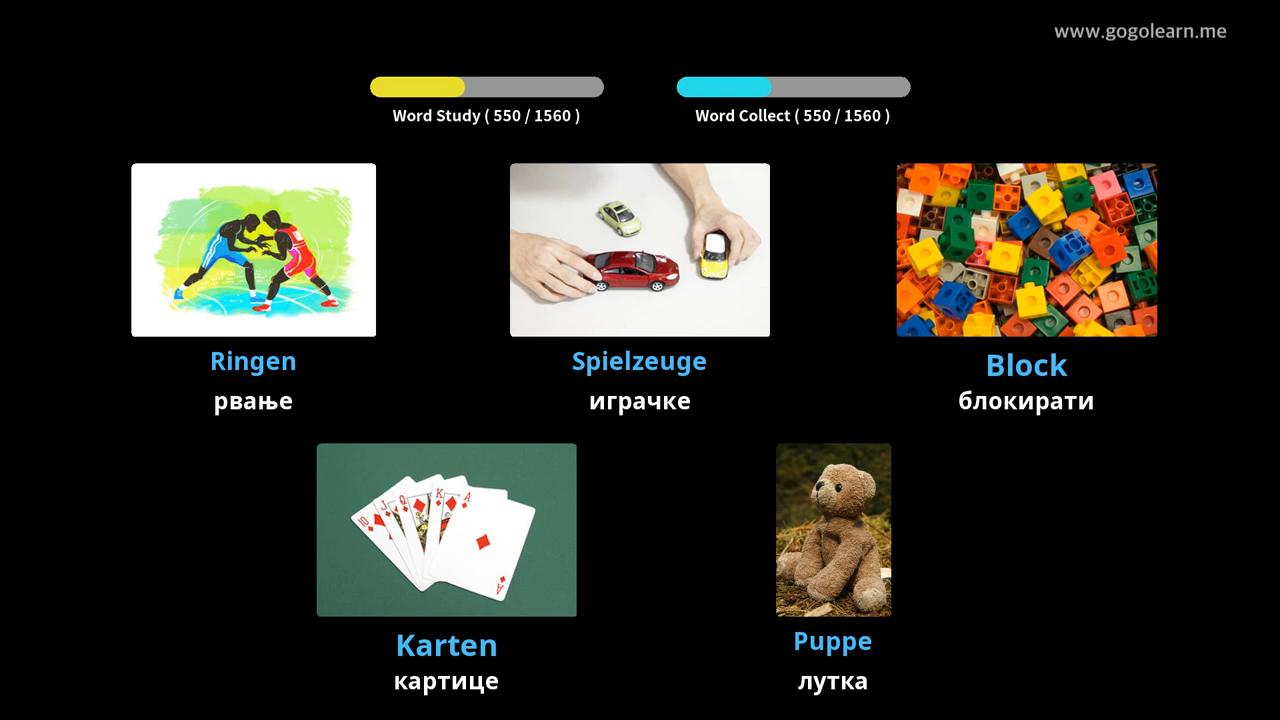 www.gogolearn.me
Word Study ( 550 / 1560 )
Word Collect ( 550 / 1560 )
Ringen
рвање
Spielzeuge
играчке
Block
блокирати
10
J
Q
K
A
A
Karten
картице
Puppe
лутка